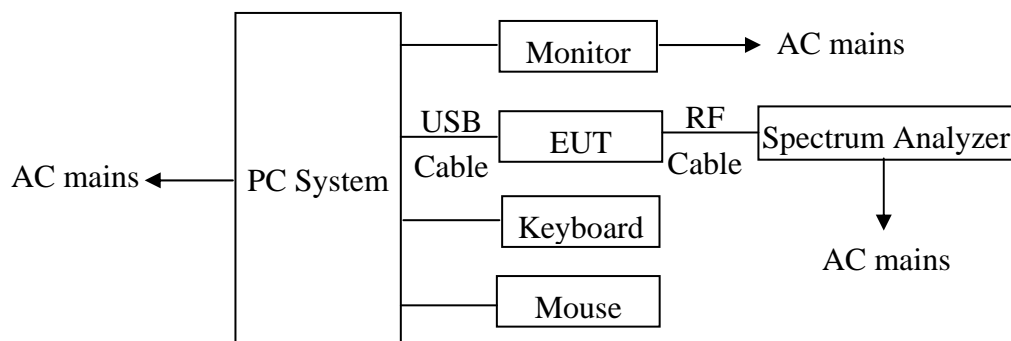 Monitor
AC mains
USB
Cable
EUT
RF
Cable
Spectrum Analyzer
AC mains
PC System
Keyboard
AC mains
Mouse